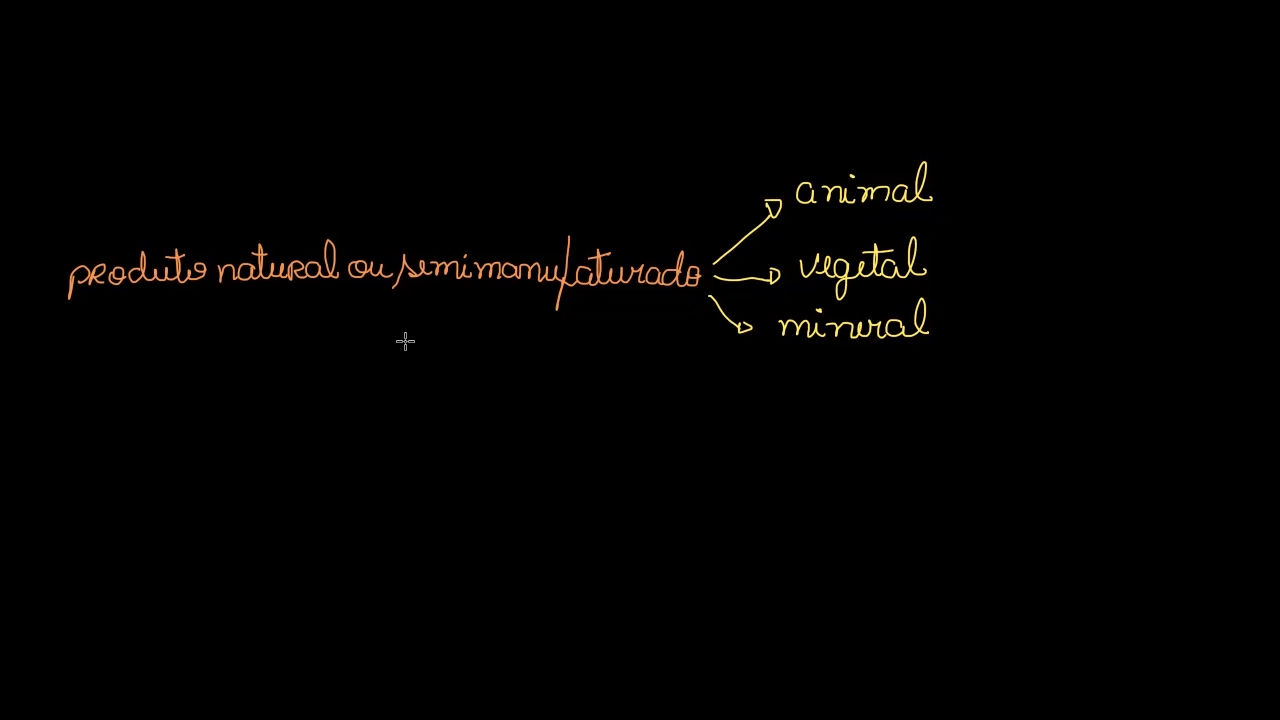 animal
produto natural ou semimanufaturado
vegetal
mineral